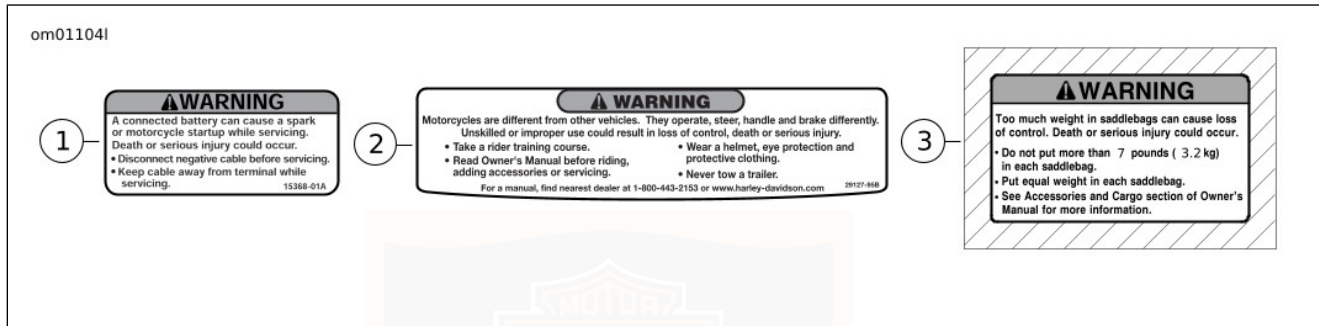 om01104l
1
WARNING
A connected battery can cause a spark
or motorcycle startup while servicing.
Death or serious injury could occur.
• Disconnect negative cable before servicing.
• Keep cable away from terminal while
servicing.
15368-01A
2
WARNING
Motorcycles are different from other vehicles. They operate, steer, handle and brake differently.
Unskilled or improper use could result in loss of control, death or serious injury.
• Take a rider training course.
• Read Owner's Manual before riding,
adding accessories or servicing.
• Wear a helmet, eye protection and
protective clothing.
• Never tow a trailer.
For a manual, find nearest dealer at 1-800-443-2153 or www.harley-davidson.com
29127-95B
3
WARNING
Too much weight in saddlebags can cause loss
of control. Death or serious injury could occur.
• Do not put more than 7 pounds ( 3.2 kg)
in each saddlebag.
• Put equal weight in each saddlebag.
• See Accessories and Cargo section of Owner's
Manual for more information.
MOTOR